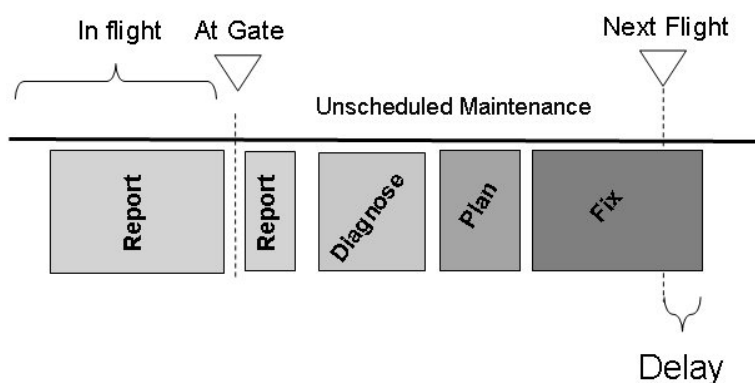 In flight
At Gate
Next Flight
Unscheduled Maintenance
Report
Report
Diagnose
Plan
Fix
Delay